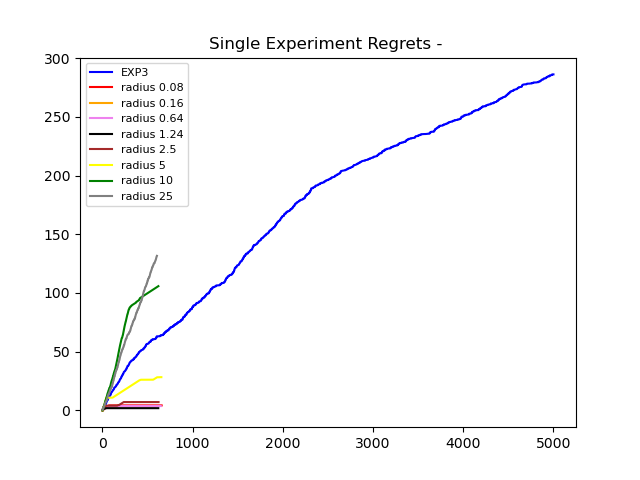 Single Experiment Regrets -
300
250
200
150
100
50
0
EXP3
radius 0.08
radius 0.16
radius 0.64
radius 1.24
radius 2.5
radius 5
radius 10
radius 25
0 1000 2000 3000 4000 5000